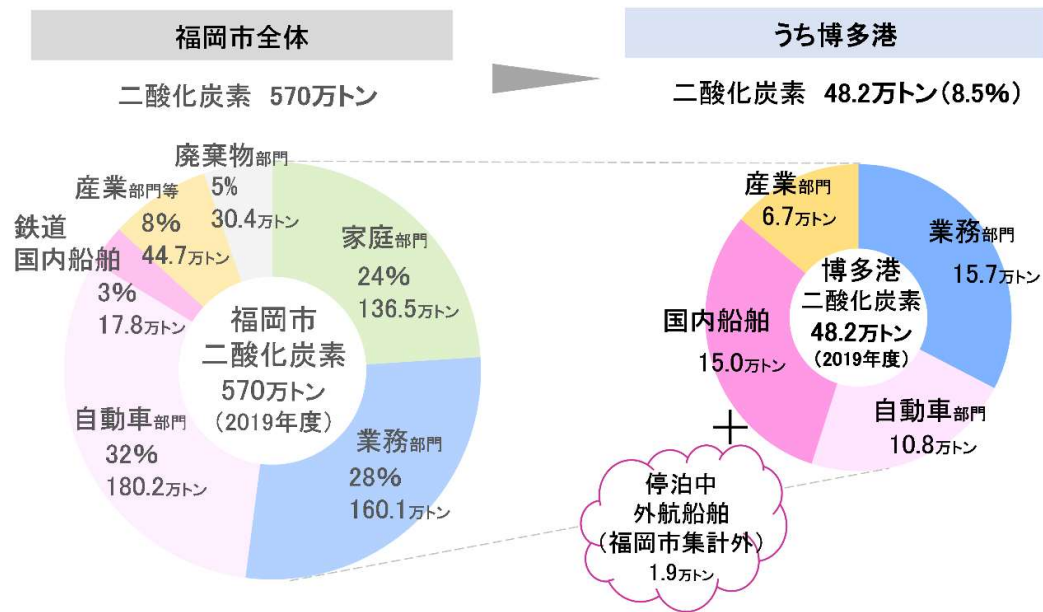 福岡市全体
二酸化炭素 570万トン
廃棄物部門
5%
30.4万トン
産業部門等
8%
44.7万トン
鉄道
国内船舶
3%
17.8万トン
家庭部門
24%
136.5万トン
福岡市
二酸化炭素
570万トン
(2019年度)
自動車部門
32%
180.2万トン
業務部門
28%
160.1万トン
うち博多港
二酸化炭素 48.2万トン(8.5%)
産業部門
6.7万トン
業務部門
15.7万トン
博多港
二酸化炭素
48.2万トン
(2019年度)
国内船舶
15.0万トン
自動車部門
10.8万トン
+
停泊中
外航船舶
(福岡市集計外)
1.9万トン